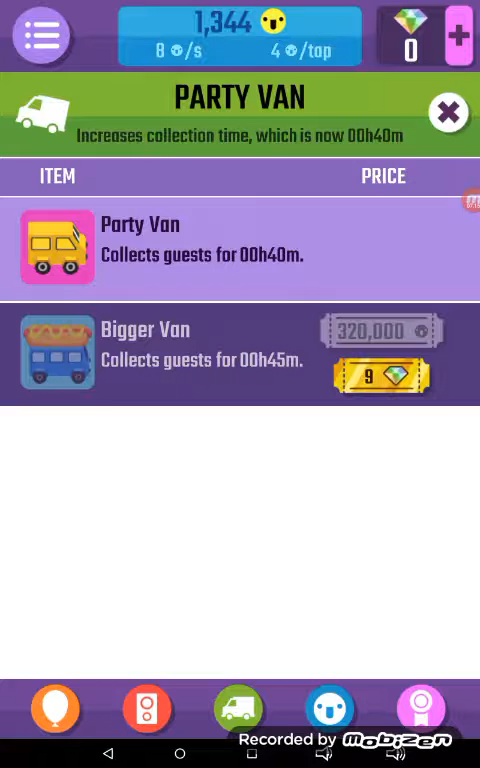 1,344
8 /s
4 /tap
0
+
PARTY VAN
Increases collection time, which is now 00h40m
ITEM
PRICE
Party Van
Collects guests for 00h40m.
Bigger Van
Collects guests for 00h45m.
320,000
9
Recorded by mobizen